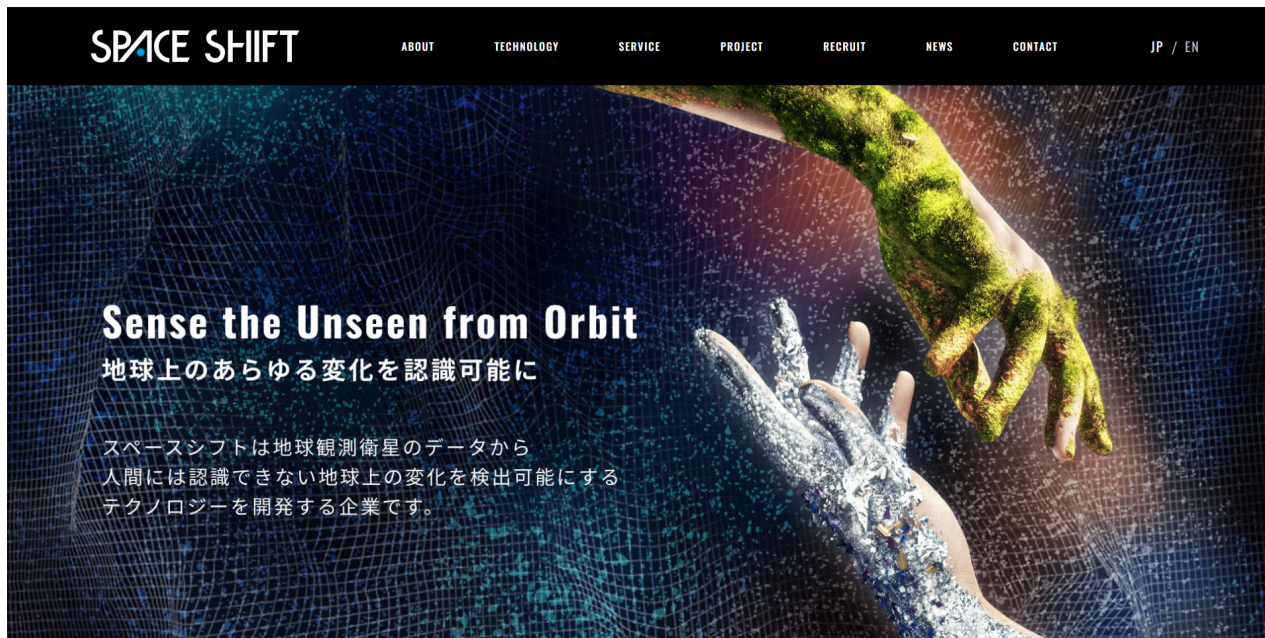 SPACE SHIFT
ABOUT
TECHNOLOGY
SERVICE
PROJECT
RECRUIT
NEWS
CONTACT
JP / EN
Sense the Unseen from Orbit
地球上のあらゆる変化を認識可能に
スペースシフトは地球観測衛星のデータから
人間には認識できない地球上の変化を検出可能にする
テクノロジーを開発する企業です。